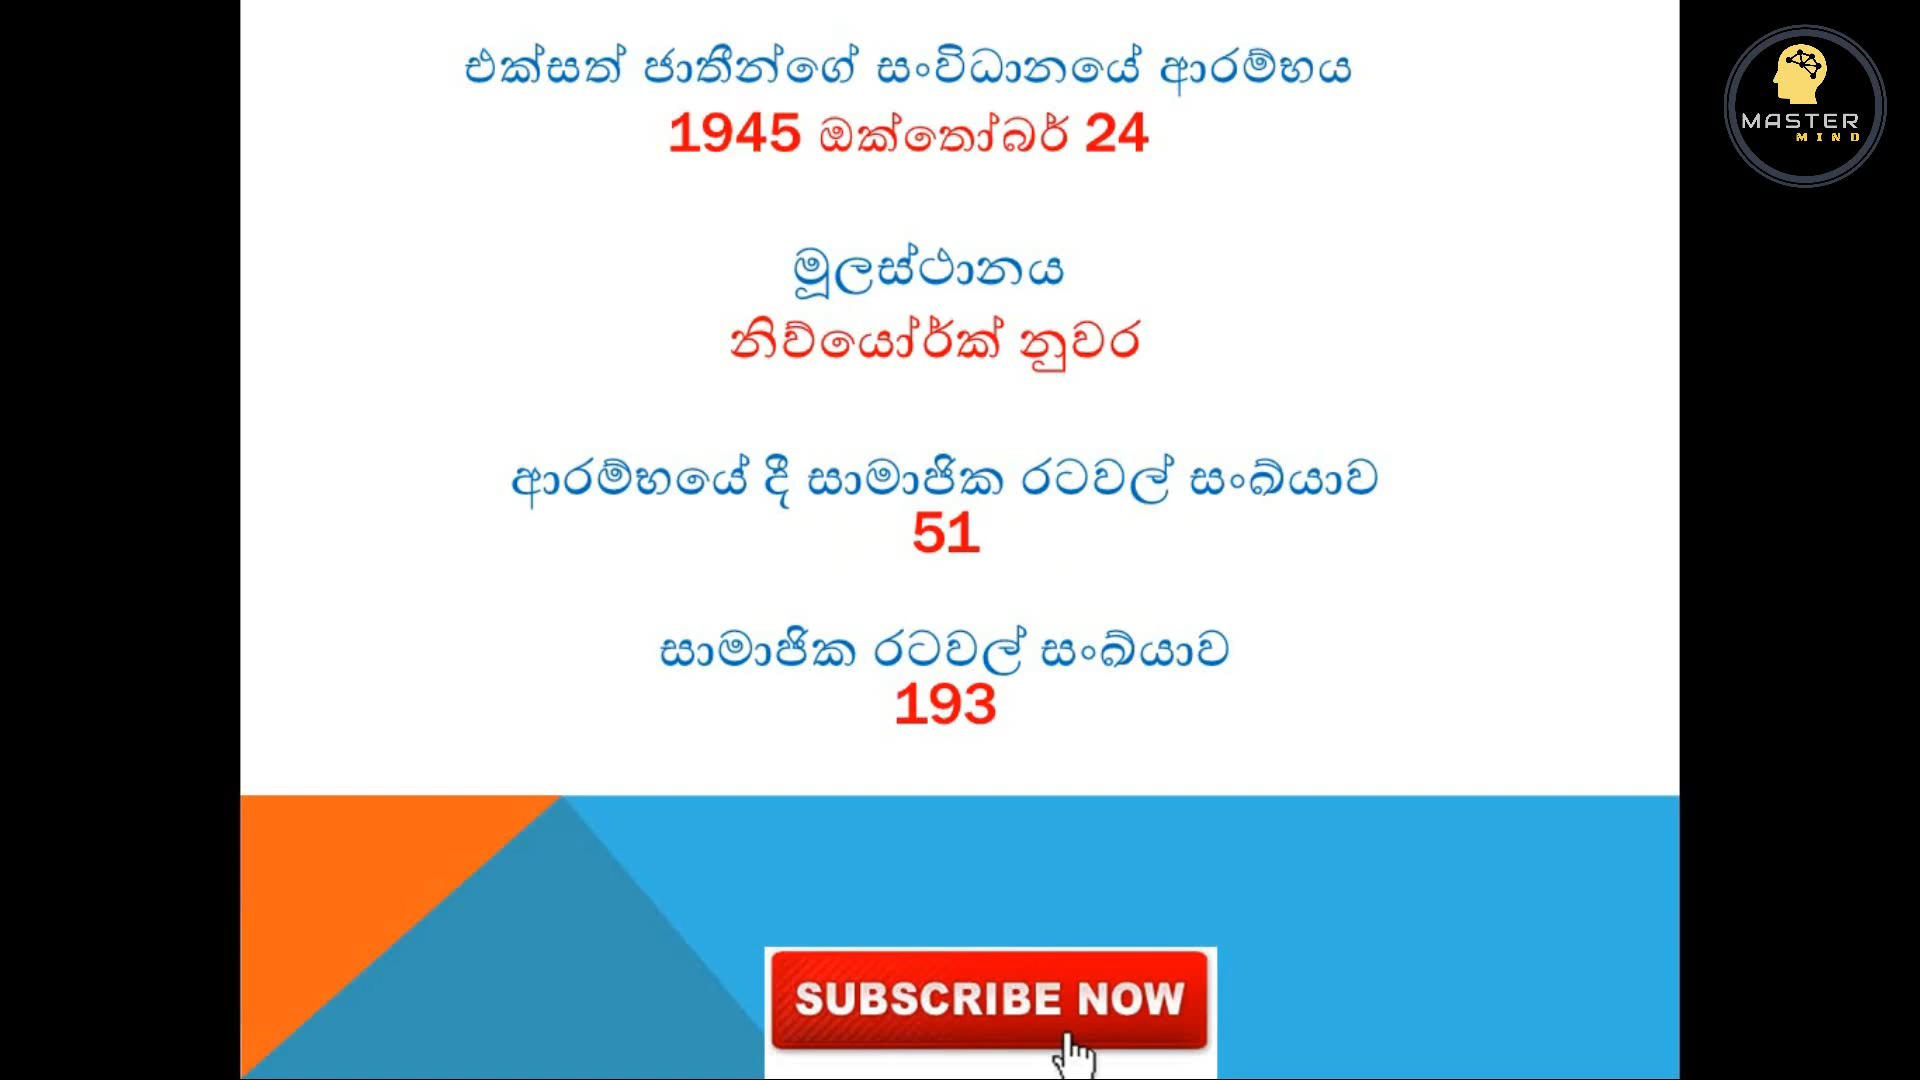 එක්සත් ජාතීන්ගේ සංවිධානයේ ආරම්භය
1945 ඔක්තෝබර් 24
මූලස්ථානය
නිව්යෝර්ක් නුවර
ආරම්භයේ දී සාමාජික රටවල් සංඛ්යාව
51
සාමාජික රටවල් සංඛ්යාව
193
MASTER
MIND
SUBSCRIBE NOW